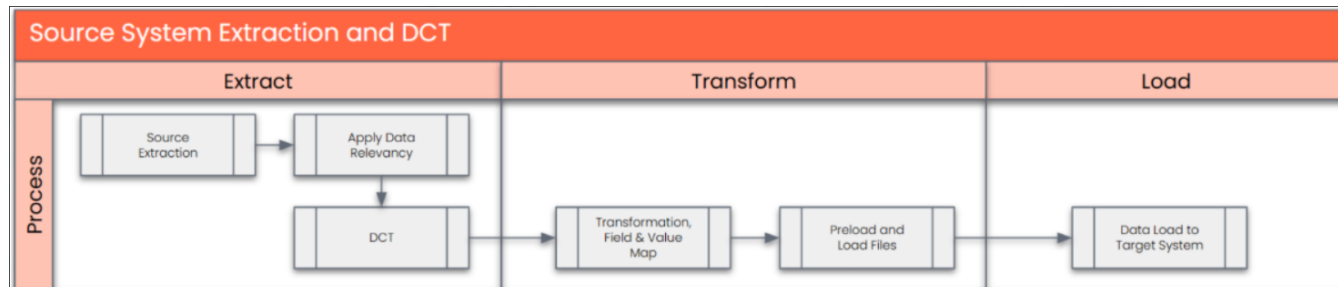 Source System Extraction and DCT
Extract
Transform
Load
Process
Source
Extraction
Apply Data
Relevancy
DCT
Transformation,
Field & Value
Map
Preload and
Load Files
Data Load to
Target System